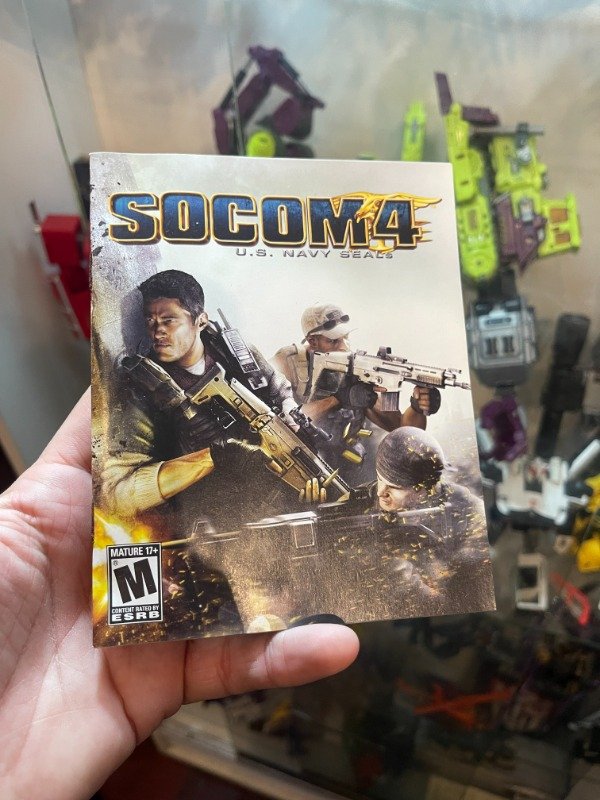 SOCOM 4
U.S. NAVY SEALs
MATURE 17+
M
®
CONTENT RATED BY
ESRB